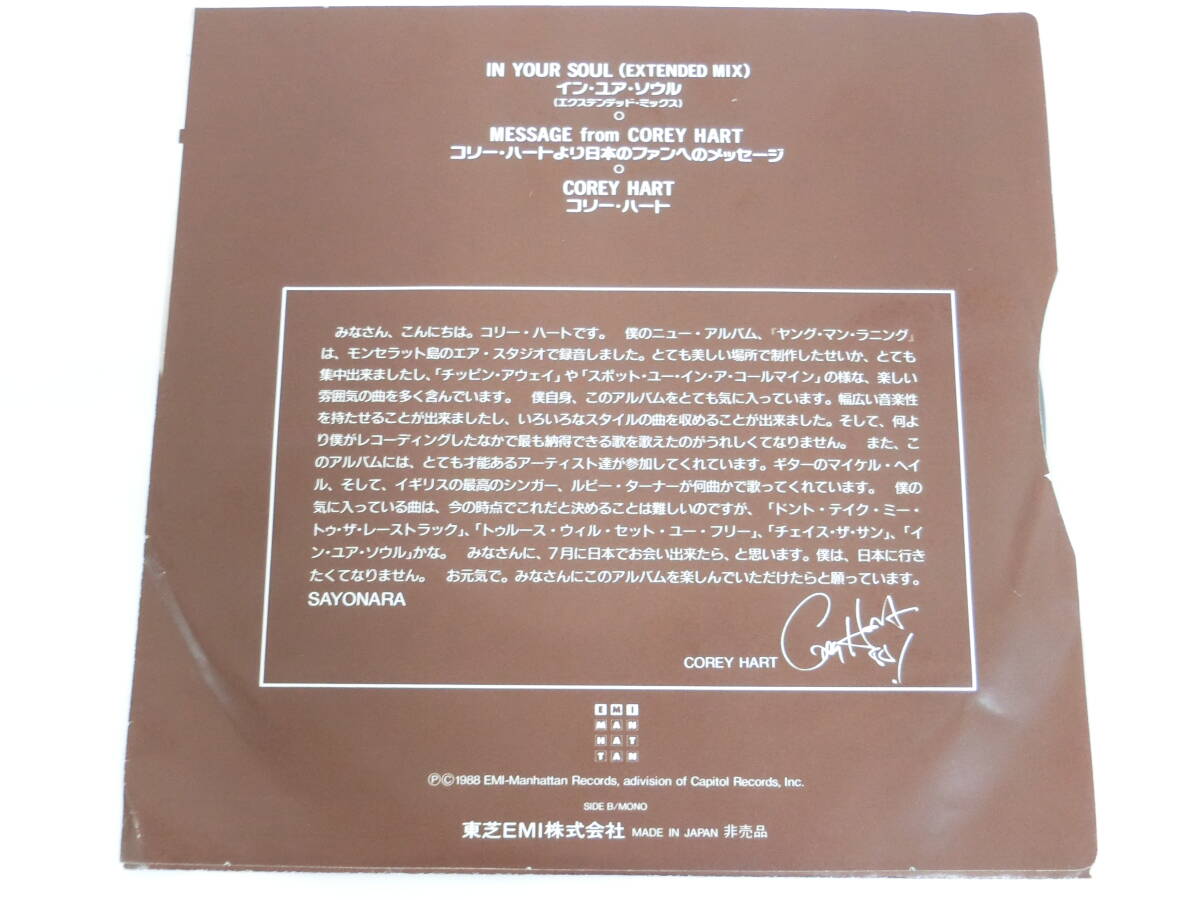 IN YOUR SOUL (EXTENDED MIX)
イン・ユア・ソウル
(エクステンデッド・ミックス)
MESSAGE from COREY HART
コリー・ハートより日本のファンへのメッセージ
COREY HART
コリー・ハート
みなさん、こんにちは。コリー・ハートです。 僕のニュー・アルバム、『ヤング・マン・ラニング』
は、モンセラット島のエア・スタジオで録音しました。とても美しい場所で制作したせいか、とても
集中出来ましたし、「チッピン・アウェイ」や「スポット・ユー・イン・ア・コールマイン」の様な、楽しい
雰囲気の曲を多く含んでいます。 僕自身、このアルバムをとても気に入っています。幅広い音楽性
を持たせることが出来ましたし、いろいろなスタイルの曲を収めることが出来ました。そして、何よ
り僕がレコーディングしたなかで最も納得できる歌を歌えたのがうれしくてなりません。 また、こ
のアルバムには、とても才能あるアーティスト達が参加してくれています。ギターのマイケル・ヘイ
ル、そして、イギリスの最高のシンガー、ルビー・ターナーが何曲かで歌ってくれています。 僕の
気に入っている曲は、今の時点でこれだと決めることは難しいのですが、「ドント・テイク・ミー・
トゥ・ザ・レーストラック」、「トゥルース・ウィル・セット・ユー・フリー」、「チェイス・ザ・サン」、「イ
ン・ユア・ソウル」かな。 みなさんに、7月に日本でお会い出来たら、と思います。僕は、日本に行き
たくてなりません。 お元気で。みなさんにこのアルバムを楽しんでいただけたらと願っています。
SAYONARA
COREY HART
Corey Hart
EMI
MAN
HAT
TAN
℗©1988 EMI-Manhattan Records, adivision of Capitol Records, Inc.
SIDE B/MONO
東芝EMI株式会社 MADE IN JAPAN 非売品